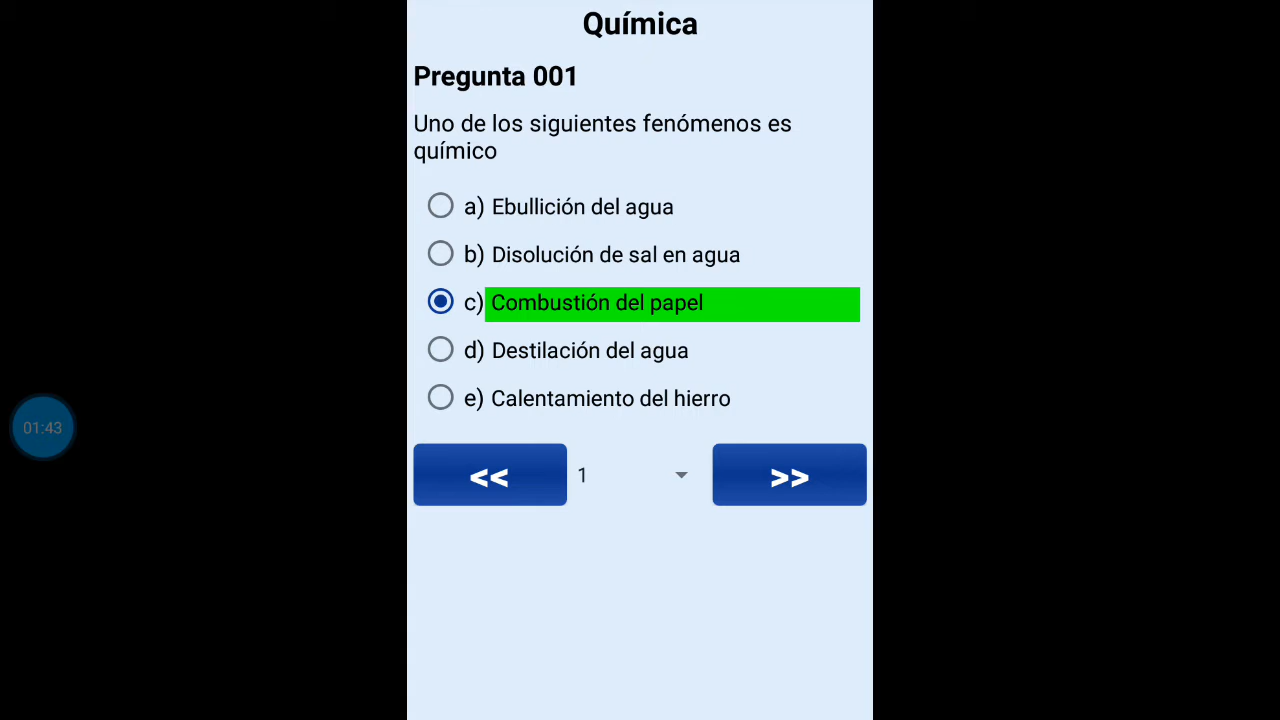 Química
Pregunta 001
Uno de los siguientes fenómenos es
químico
a) Ebullición del agua
b) Disolución de sal en agua
c) Combustión del papel
d) Destilación del agua
e) Calentamiento del hierro
<< 1 >>
01:43